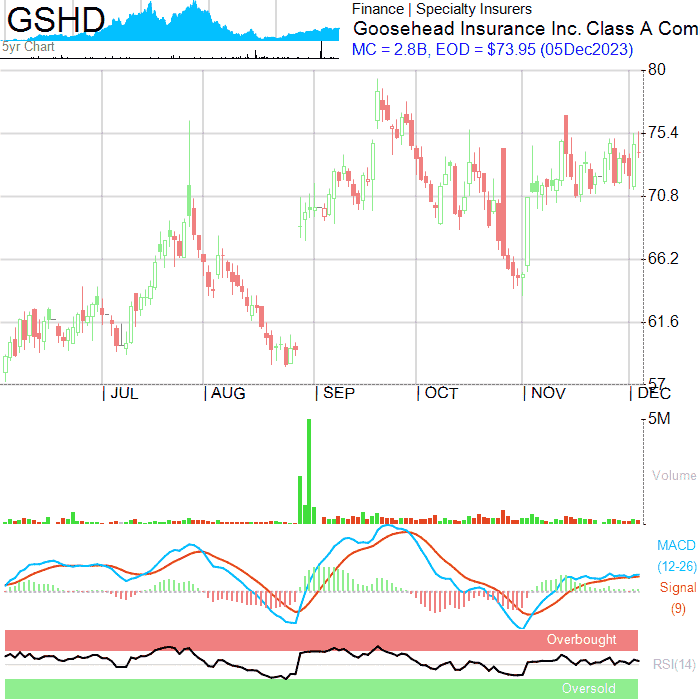 GSHD
5yr Chart
Finance | Specialty Insurers
Goosehead Insurance Inc. Class A Com
MC = 2.8B, EOD = $73.95 (05Dec2023)
80
75.4
70.8
66.2
61.6
57
| JUL | AUG | SEP | OCT | NOV | DEC
5M
Volume
MACD
(12-26)
Signal
(9)
Overbought
RSI(14)
Oversold